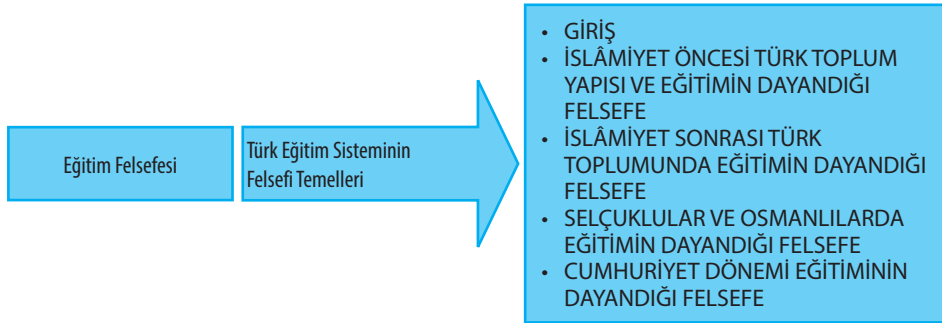 Eğitim Felsefesi
Türk Eğitim Sisteminin
Felsefi Temelleri
• GİRİŞ
• İSLÂMİYET ÖNCESİ TÜRK TOPLUM
YAPISI VE EĞİTİMİN DAYANDIĞI
FELSEFE
• İSLÂMİYET SONRASI TÜRK
TOPLUMUNDA EĞİTİMİN DAYANDIĞI
FELSEFE
• SELÇUKLULAR VE OSMANLILARDA
EĞİTİMİN DAYANDIĞI FELSEFE
• CUMHURİYET DÖNEMİ EĞİTİMİNİN
DAYANDIĞI FELSEFE